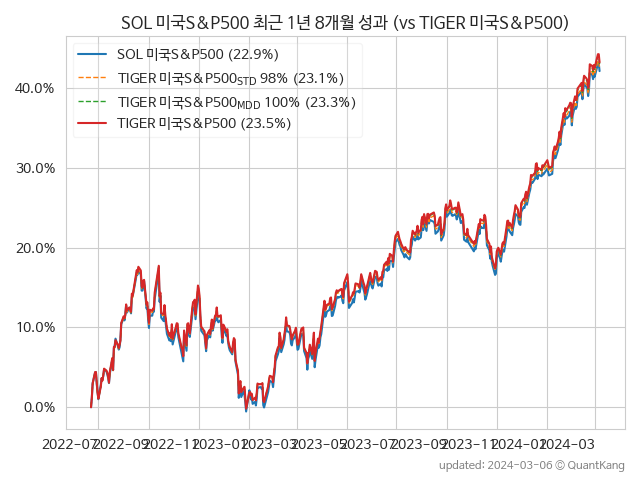 SOL 미국S&P500 최근 1년 8개월 성과 (vs TIGER 미국S&P500)
SOL 미국S&P500 (22.9%)
TIGER 미국S&P500STD 98% (23.1%)
TIGER 미국S&P500MDD 100% (23.3%)
TIGER 미국S&P500 (23.5%)
40.0%
30.0%
20.0%
10.0%
0.0%
2022-07 2022-09 2022-11 2023-01 2023-03 2023-05 2023-07 2023-09 2023-11 2024-01 2024-03
updated: 2024-03-06 © QuantKang